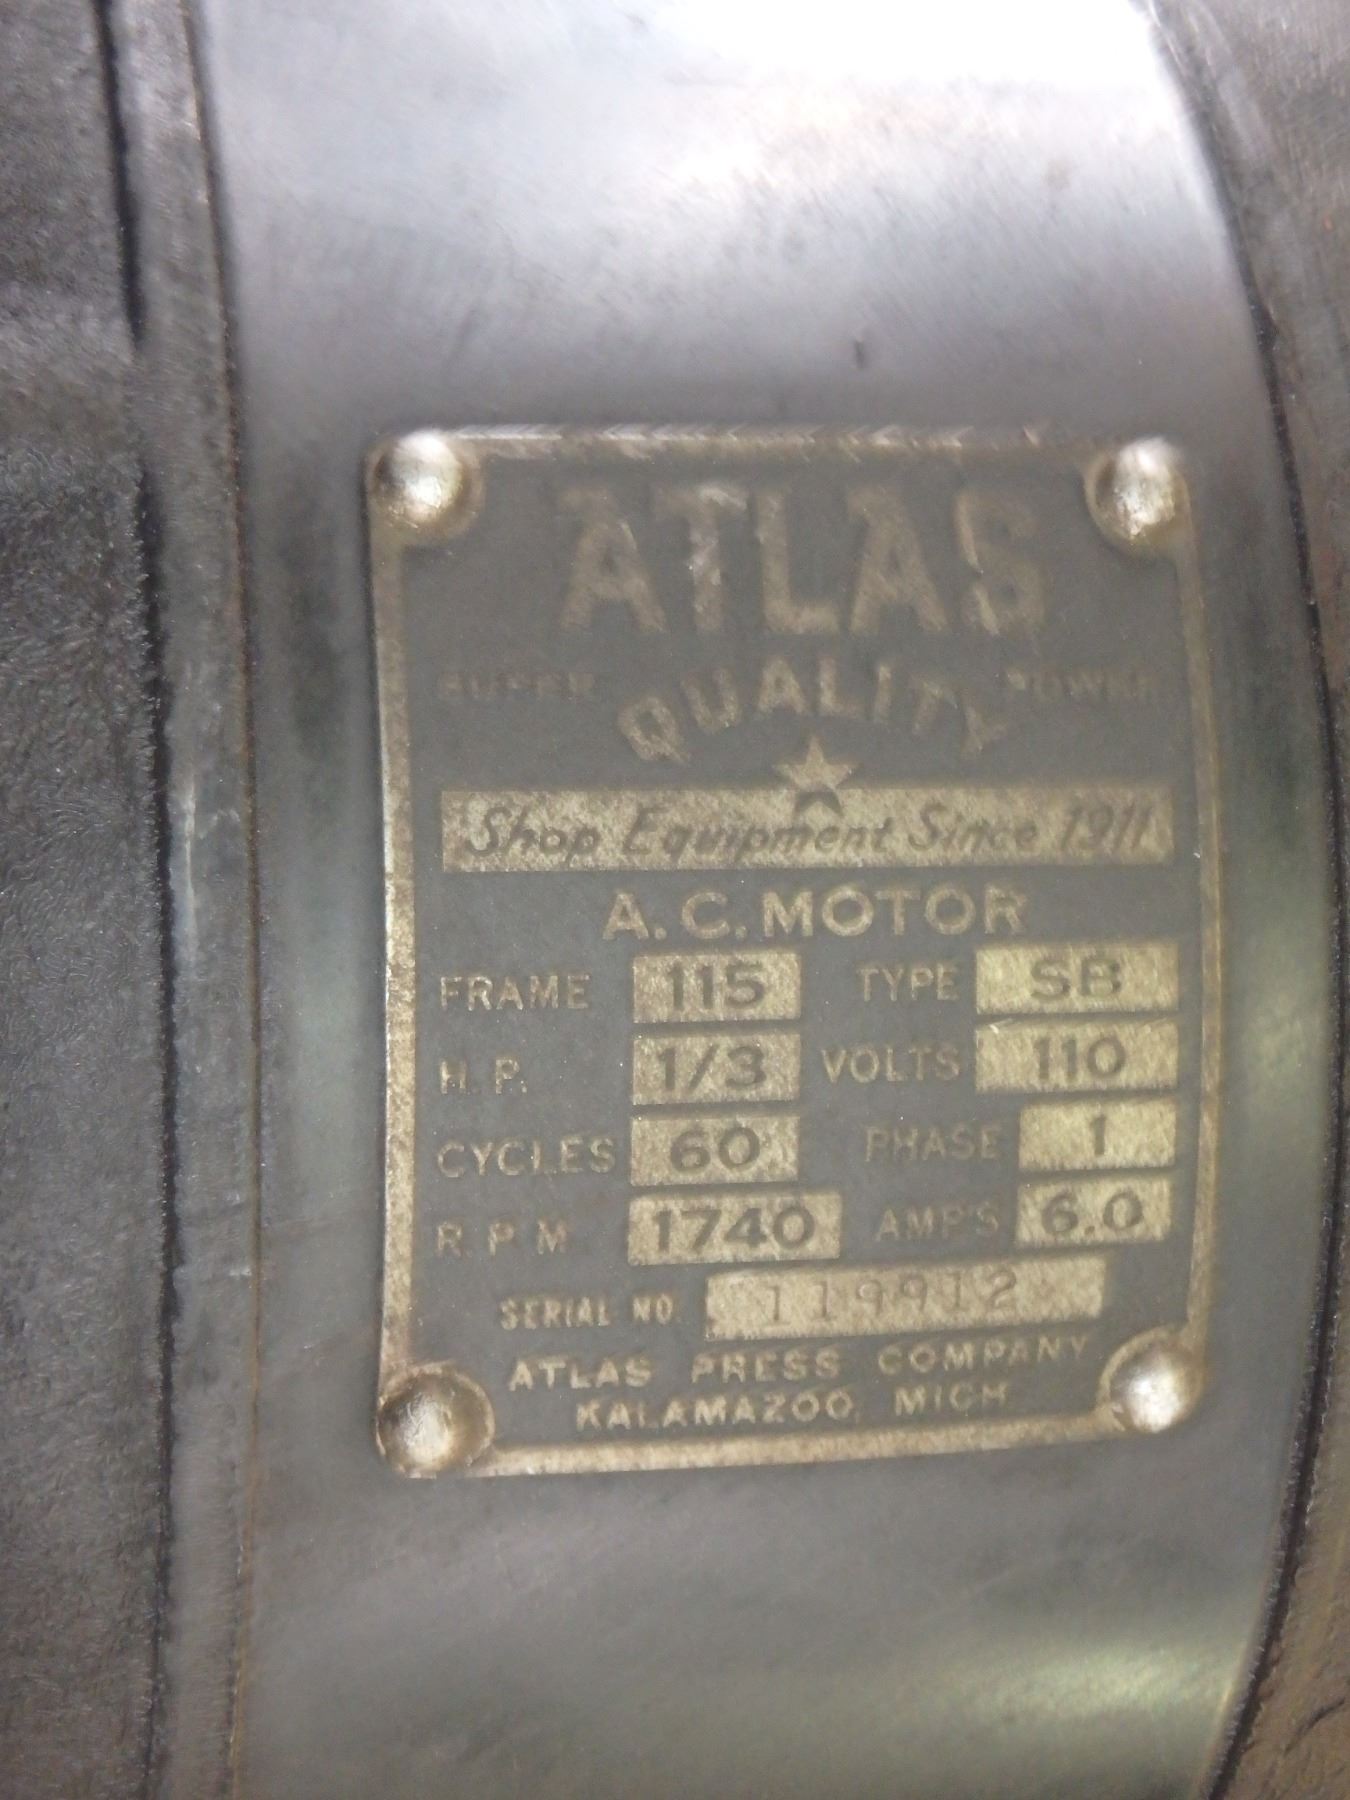 ATLAS
SUPER QUALITY POWER
Shop Equipment Since 1911
A.C. MOTOR
FRAME 115 TYPE SB
H.P. 1/3 VOLTS 110
CYCLES 60 PHASE 1
R.P.M 1740 AMP'S 6.0
SERIAL NO. 119912
ATLAS PRESS COMPANY
KALAMAZOO, MICH.